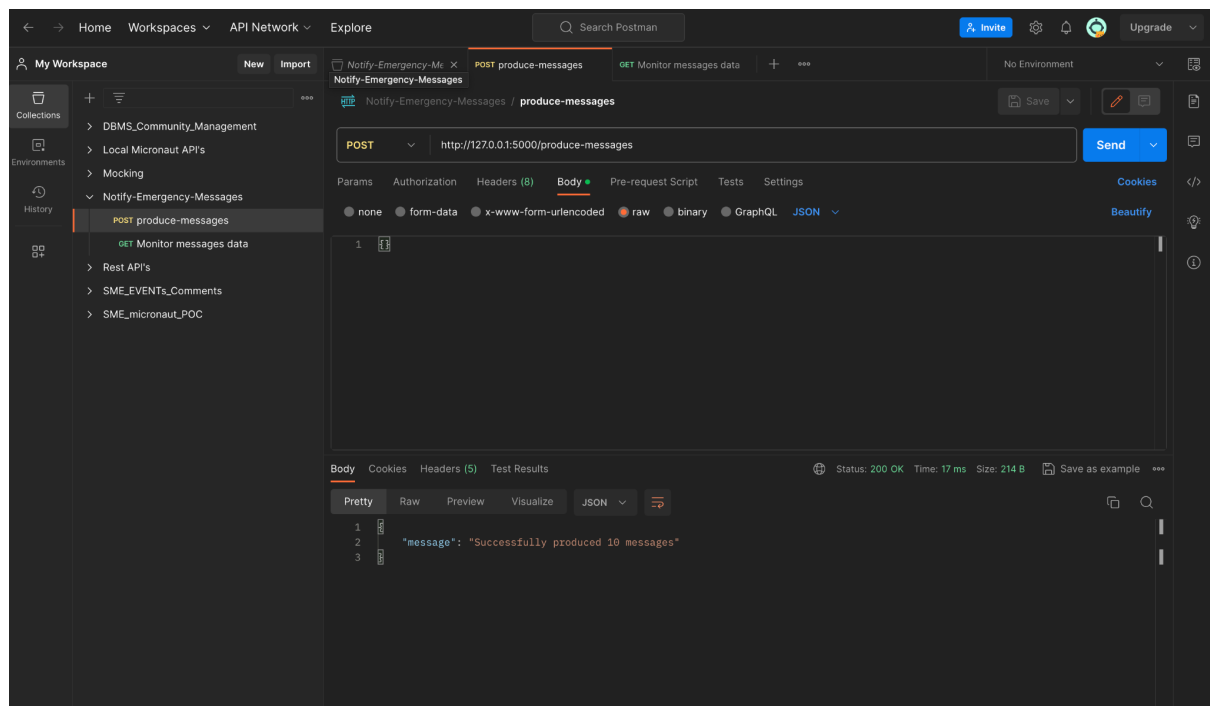 Home Workspaces API Network Explore Search Postman Invite Upgrade
My Workspace New Import Notify-Emergency-Me POST produce-messages GET Monitor messages data No Environment
Notify-Emergency-Messages
Collections
HTTP Notify-Emergency-Messages / produce-messages Save
DBMS_Community_Management
Local Micronaut API's
POST http://127.0.0.1:5000/produce-messages Send
Environments
Mocking
Params Authorization Headers (8) Body Pre-request Script Tests Settings Cookies
Notify-Emergency-Messages
History
none form-data x-www-form-urlencoded raw binary GraphQL JSON Beautify
POST produce-messages
GET Monitor messages data
1 {}
Rest API's
SME_EVENTs_Comments
SME_micronaut_POC
Body Cookies Headers (5) Test Results Status: 200 OK Time: 17 ms Size: 214 B Save as example
Pretty Raw Preview Visualize JSON
1 {
2 "message": "Successfully produced 10 messages"
3 }